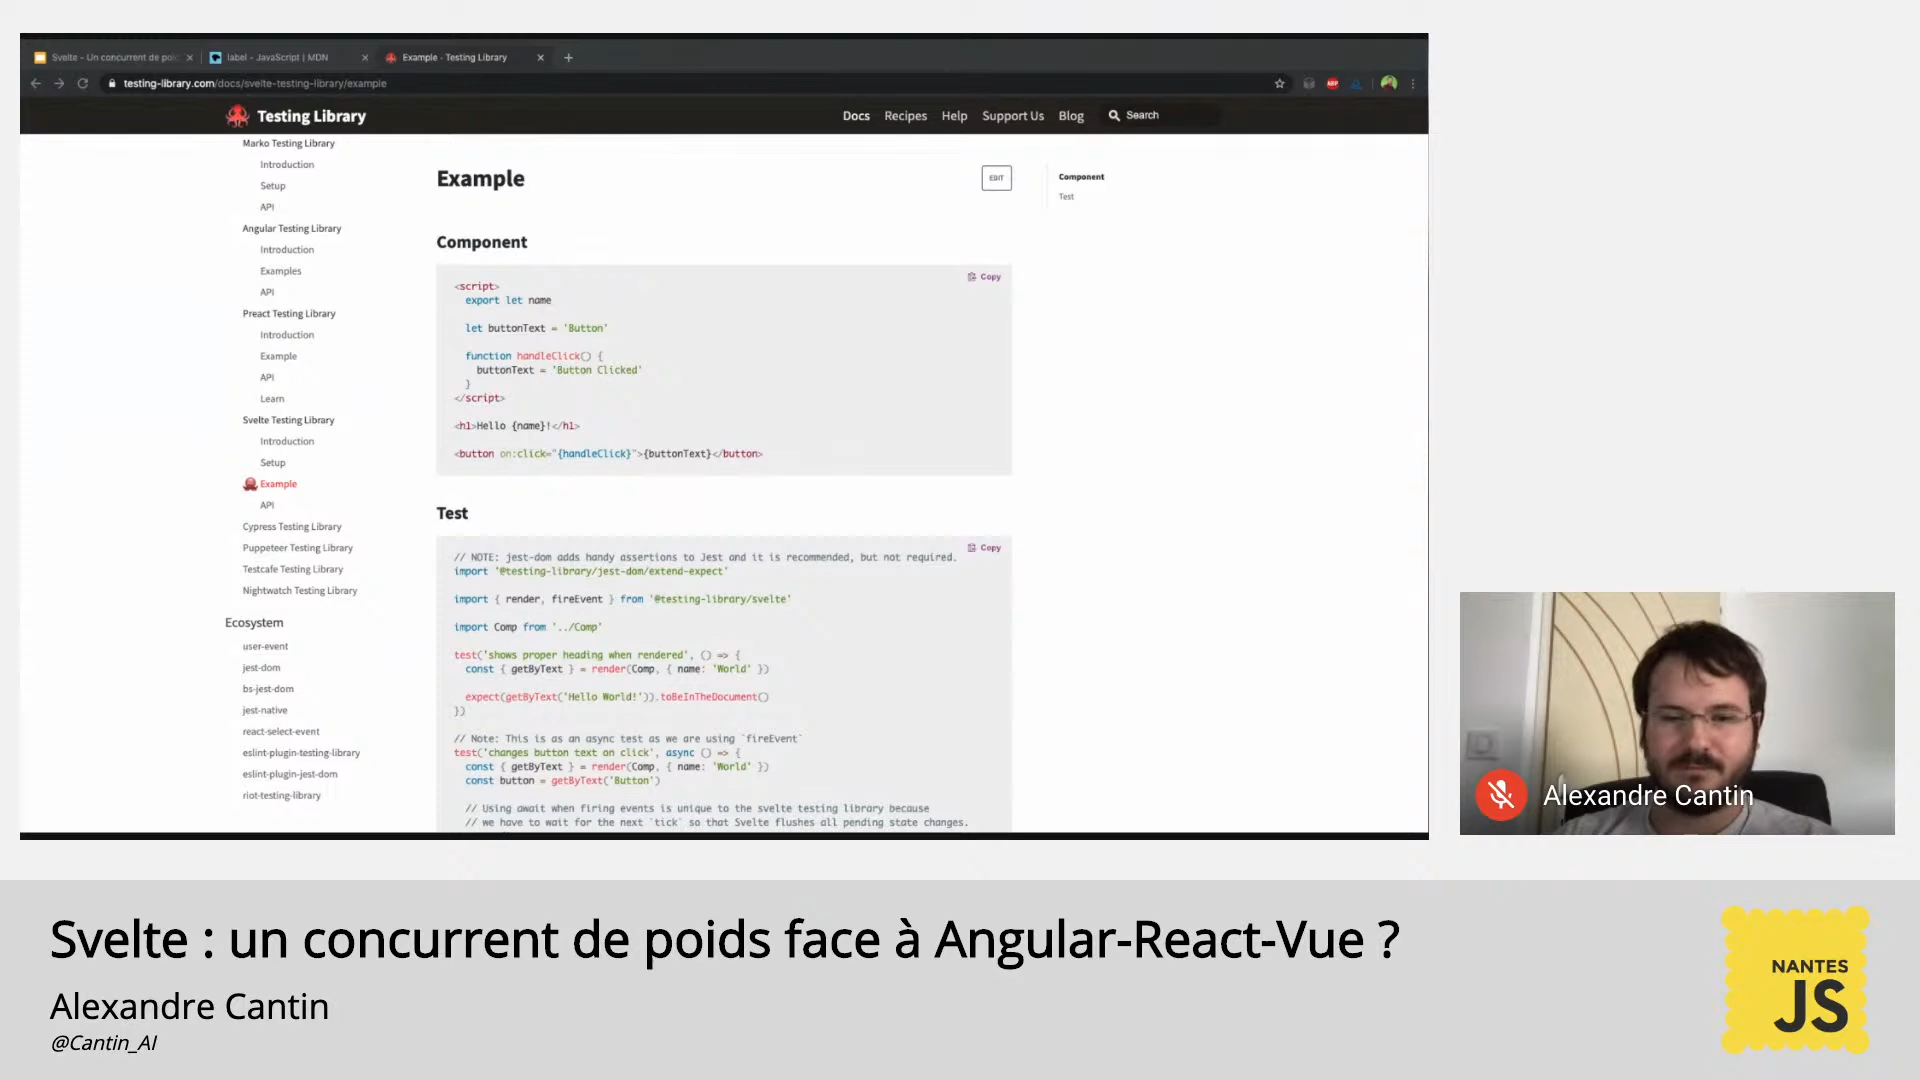 Svelte - Un concurrent de poi
label - JavaScript | MDN
Example - Testing Library
testing-library.com/docs/svelte-testing-library/example
ABP
Testing Library
Docs
Recipes
Help
Support Us
Blog
Search
Marko Testing Library
Introduction
Setup
API
Angular Testing Library
Introduction
Examples
API
Preact Testing Library
Introduction
Example
API
Learn
Svelte Testing Library
Introduction
Setup
Example
API
Cypress Testing Library
Puppeteer Testing Library
Testcafe Testing Library
Nightwatch Testing Library
Ecosystem
user-event
jest-dom
bs-jest-dom
jest-native
react-select-event
eslint-plugin-testing-library
eslint-plugin-jest-dom
riot-testing-library
Example
EDIT
Component
Copy
<script>
export let name
let buttonText = 'Button'
function handleClick() {
buttonText = 'Button Clicked'
}
</script>
<h1>Hello {name}!</h1>
<button on:click="{handleClick}">{buttonText}</button>
Test
Copy
// NOTE: jest-dom adds handy assertions to Jest and it is recommended, but not required.
import '@testing-library/jest-dom/extend-expect'
import { render, fireEvent } from '@testing-library/svelte'
import Comp from '../Comp'
test('shows proper heading when rendered', () => {
const { getByText } = render(Comp, { name: 'World' })
expect(getByText('Hello World!')).toBeInTheDocument()
})
// Note: This is as an async test as we are using `fireEvent`
test('changes button text on click', async () => {
const { getByText } = render(Comp, { name: 'World' })
const button = getByText('Button')
// Using await when firing events is unique to the svelte testing library because
// we have to wait for the next `tick` so that Svelte flushes all pending state changes.
Component
Test
Alexandre Cantin
Svelte : un concurrent de poids face à Angular-React-Vue ?
Alexandre Cantin
@Cantin_AI
NANTES
JS